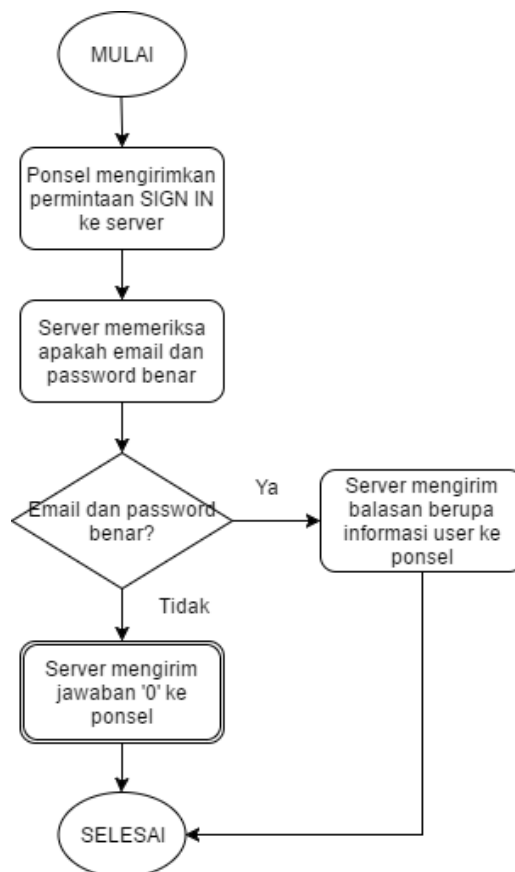 MULAI
Ponsel mengirimkan
permintaan SIGN IN
ke server
Server memeriksa
apakah email dan
password benar
Email dan password
benar?
Ya
Server mengirim
balasan berupa
informasi user ke
ponsel
Tidak
Server mengirim
jawaban '0' ke
ponsel
SELESAI